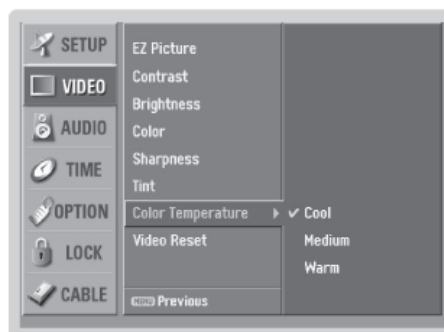 SETUP
VIDEO
AUDIO
TIME
OPTION
LOCK
CABLE
EZ Picture
Contrast
Brightness
Color
Sharpness
Tint
Color Temperature
Video Reset
MENU Previous
Cool
Medium
Warm